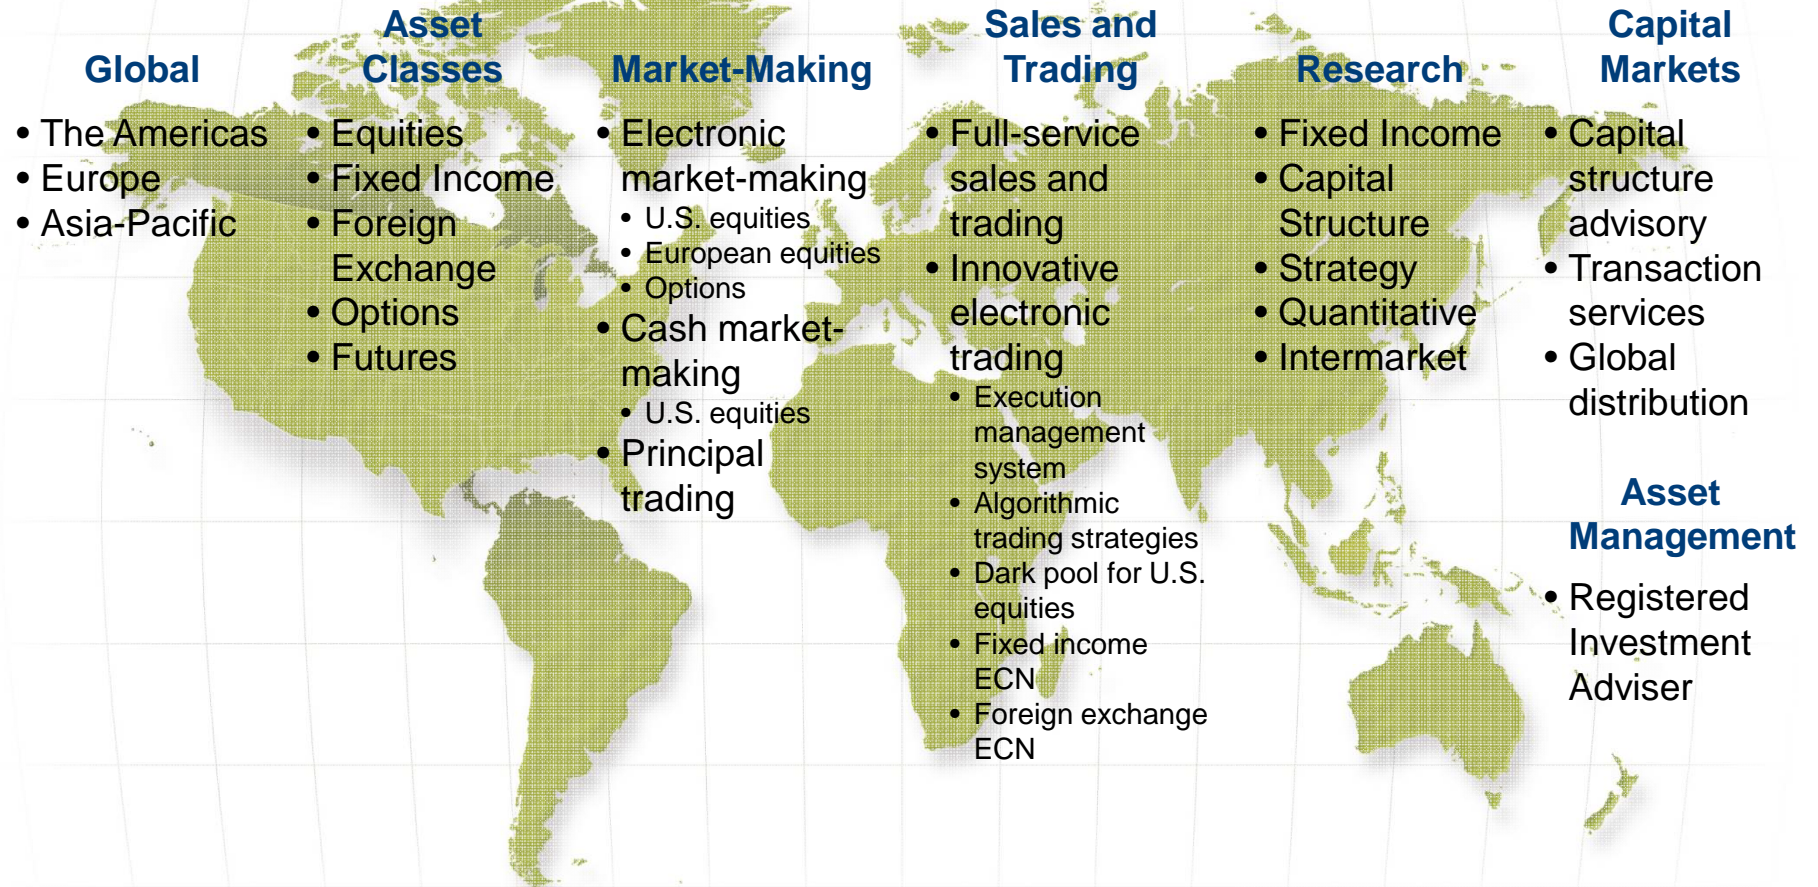 Global
• The Americas
• Europe
• Asia-Pacific
Asset
Classes
• Equities
• Fixed Income
• Foreign
Exchange
• Options
• Futures
Market-Making
• Electronic
market-making
• U.S. equities
• European equities
• Options
• Cash market-
making
• U.S. equities
• Principal
trading
Sales and
Trading
• Full-service
sales and
trading
• Innovative
electronic
trading
• Execution
management
system
• Algorithmic
trading strategies
• Dark pool for U.S.
equities
• Fixed income
ECN
• Foreign exchange
ECN
Research
• Fixed Income
• Capital
Structure
• Strategy
• Quantitative
• Intermarket
Capital
Markets
• Capital
structure
advisory
• Transaction
services
• Global
distribution
Asset
Management
• Registered
Investment
Adviser